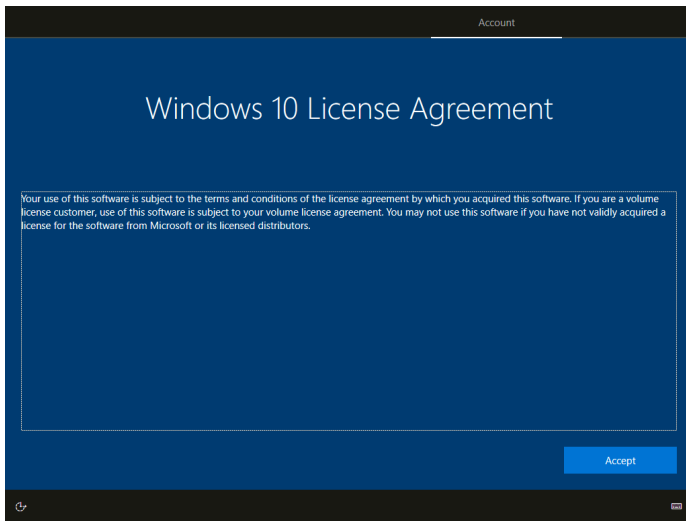 Account
Windows 10 License Agreement
Your use of this software is subject to the terms and conditions of the license agreement by which you acquired this software. If you are a volume
license customer, use of this software is subject to your volume license agreement. You may not use this software if you have not validly acquired a
license for the software from Microsoft or its licensed distributors.
Accept